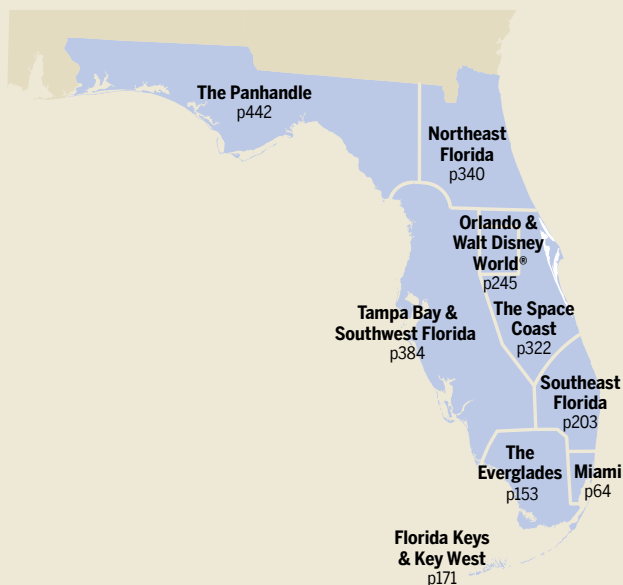 The Panhandle
p442
Northeast
Florida
p340
Orlando &
Walt Disney
World®
p245
Tampa Bay &
Southwest Florida
p384
The Space
Coast
p322
Southeast
Florida
p203
The
Everglades
p153
Miami
p64
Florida Keys
& Key West
p171